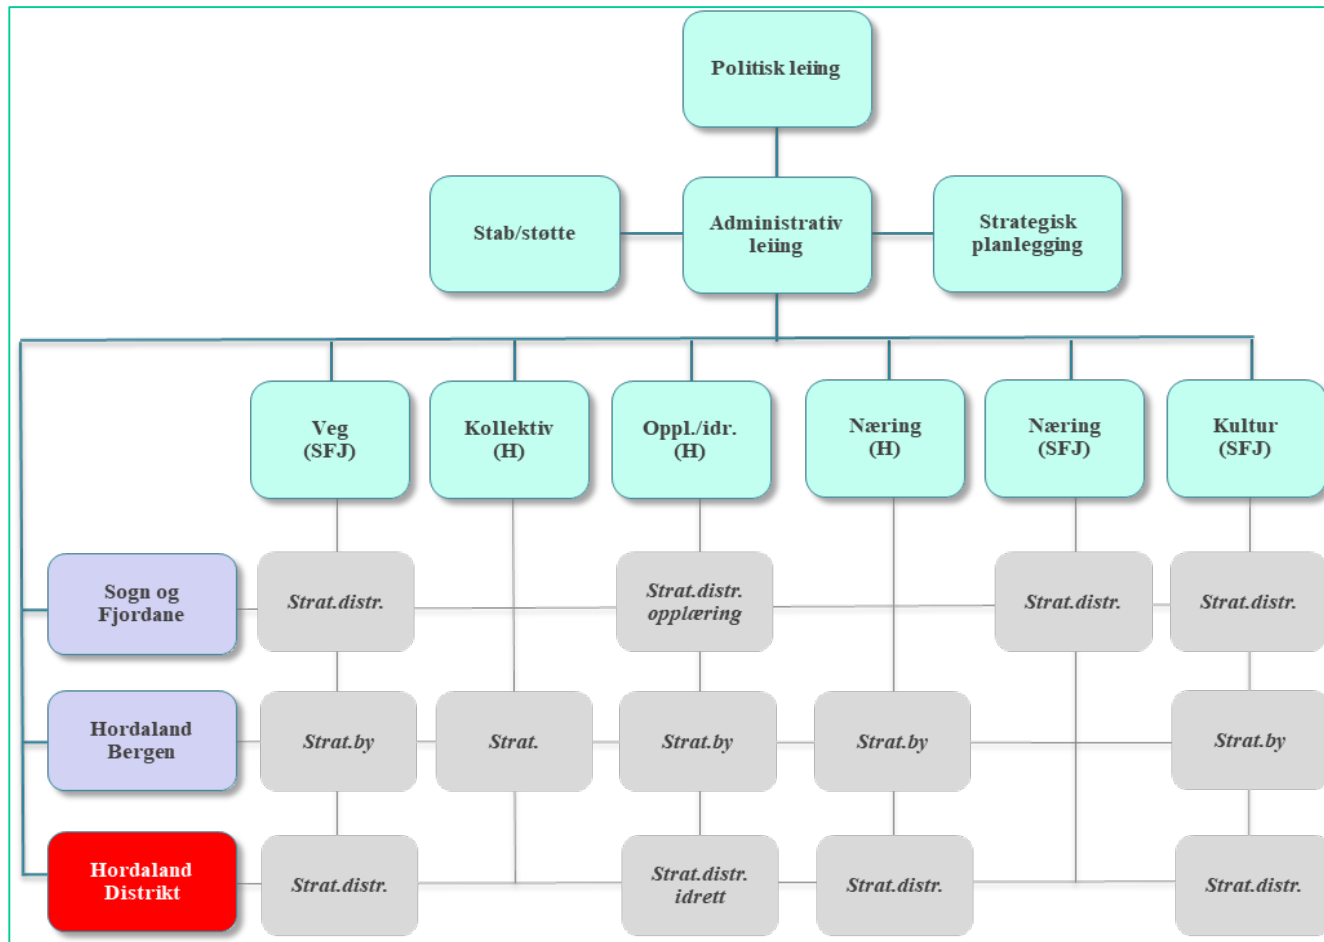 Politisk leiing
Stab/støtte
Administrativ
leiing
Strategisk
planlegging
Veg
(SFJ)
Kollektiv
(H)
Oppl./idr.
(H)
Næring
(H)
Næring
(SFJ)
Kultur
(SFJ)
Sogn og
Fjordane
Strat.distr.
Strat.distr.
opplæring
Strat.distr.
Strat.distr.
Hordaland
Bergen
Strat.by
Strat.
Strat.by
Strat.by
Strat.by
Hordaland
Distrikt
Strat.distr.
Strat.distr.
idrett
Strat.distr.
Strat.distr.